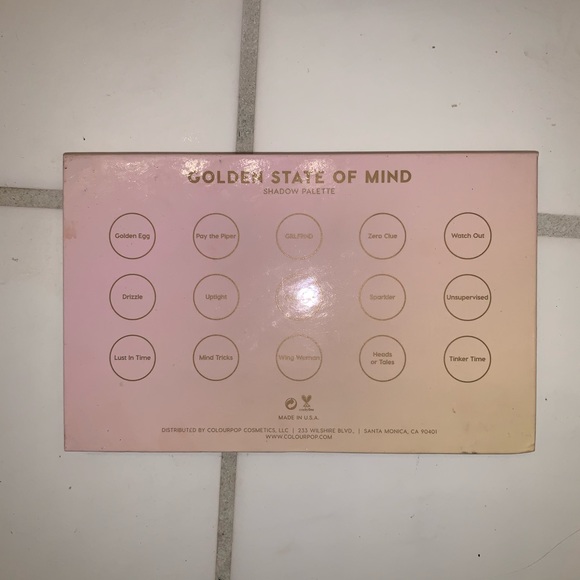 GOLDEN STATE OF MIND
SHADOW PALETTE
Golden Egg Pay the Piper GRLFRND Zero Clue Watch Out
Drizzle Uplight Sparkler Unsupervised
Lust In Time Mind Tricks Wing Woman Heads or Tales Tinker Time
MADE IN U.S.A.
DISTRIBUTED BY COLOURPOP COSMETICS, LLC | 233 WILSHIRE BLVD., | SANTA MONICA, CA 90401
WWW.COLOURPOP.COM